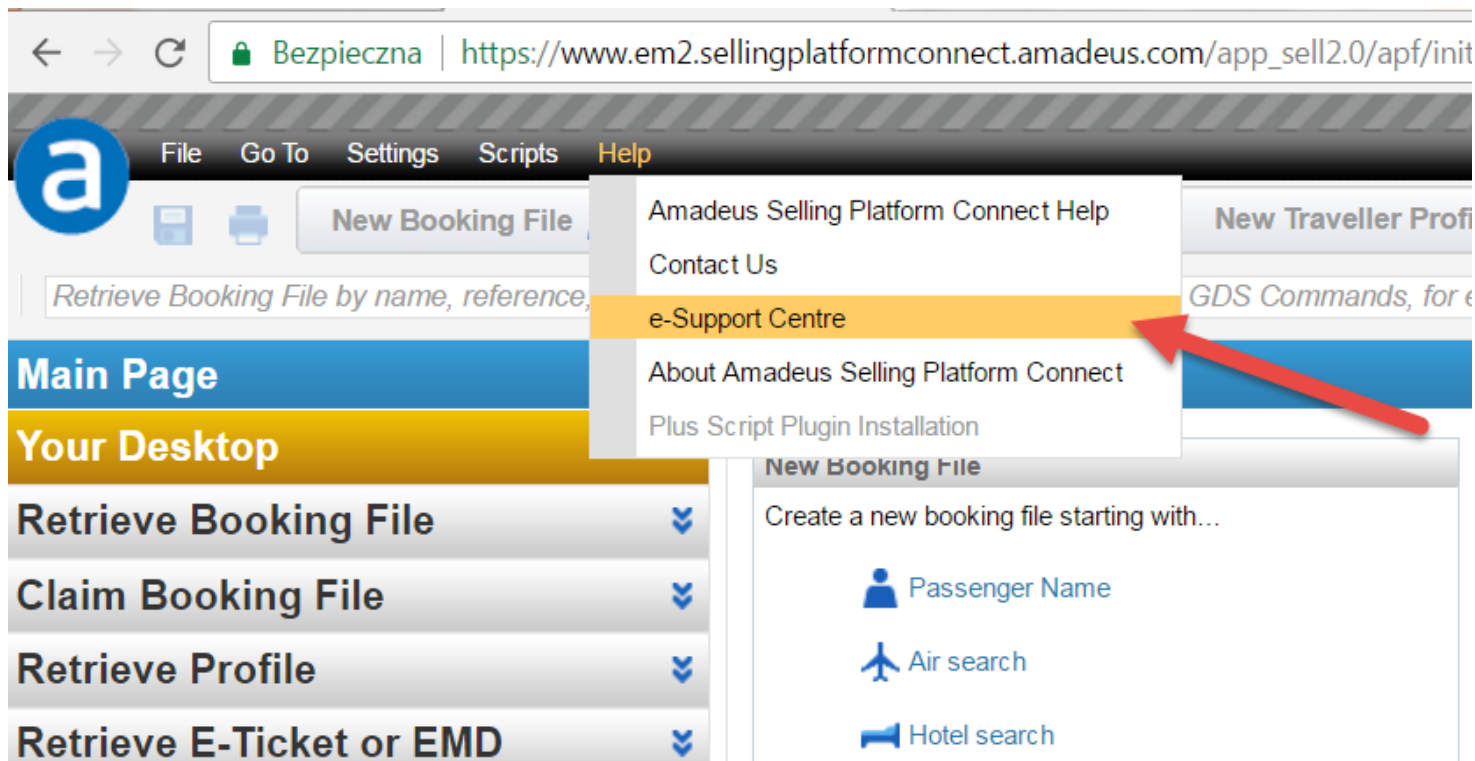 Bezpieczna https://www.em2.sellingplatformconnect.amadeus.com/app_sell2.0/apf/init
a
File Go To Settings Scripts Help
New Booking File
New Traveller Profi
Retrieve Booking File by name, reference,
GDS Commands, for e
Amadeus Selling Platform Connect Help
Contact Us
e-Support Centre
About Amadeus Selling Platform Connect
Plus Script Plugin Installation
Main Page
Your Desktop
Retrieve Booking File
Claim Booking File
Retrieve Profile
Retrieve E-Ticket or EMD
New Booking File
Create a new booking file starting with...
Passenger Name
Air search
Hotel search